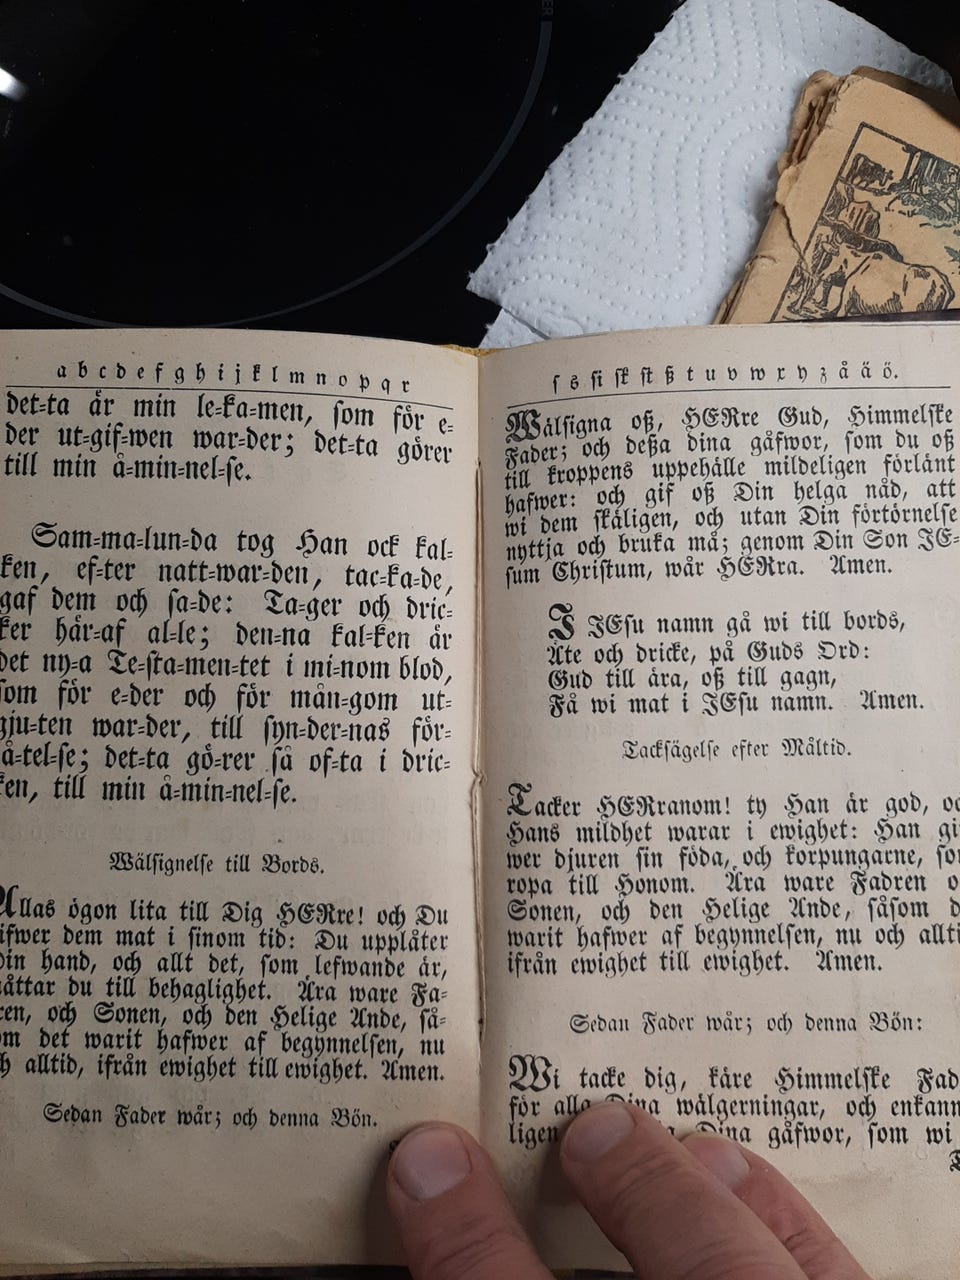 a b c d e f g h i j k l m n o p q r
det-ta är min le-ka-men, som för e-
der ut-gif-wen war-der; det-ta görer
till min å-min-nel-se.
Sam-ma-lun-da tog Han ock kal-
ken, ef-ter natt-war-den, tac-ka-de,
gaf dem och sa-de: Ta-ger och dric-
ker här-af al-le; den-na kal-ken är
det ny-a Te-sta-men-tet i mi-nom blod,
som för e-der och för mån-gom ut-
gju-ten war-der, till syn-der-nas för-
å-tel-se; det-ta gö-rer så of-ta i dric-
ken, till min å-min-nel-se.
Wälsignelse till Bords.
Allas ögon lita till Dig HERre! och Du
ifwer dem mat i sinom tid: Du upplåter
Din hand, och allt det, som lefwande är,
ättar du till behaglighet. Ära ware Fa-
ren, och Sonen, och den Helige Ande, så-
om det warit hafwer af begynnelsen, nu
h alltid, ifrån ewighet till ewighet. Amen.
Sedan Fader wår; och denna Bön.
ſ s ſi ſk ſt ß t u v w x y z å ä ö.
Wälsigna oß, HERre Gud, Himmelske
Fader; och deßa dina gåfwor, som du oß
till kroppens uppehälle mildeligen förlänt
hafwer: och gif oß Din helga nåd, att
wi dem skäligen, och utan Din förtörnelse
nyttja och bruka må; genom Din Son JE-
sum Christum, wår HERra. Amen.
I JEsu namn gå wi till bords,
Äte och dricke, på Guds Ord:
Gud till ära, oß till gagn,
Få wi mat i JEsu namn. Amen.
Tacksägelse efter Måltid.
Tacker HERranom! ty Han är god, oc
Hans mildhet warar i ewighet: Han gi
wer djuren sin föda, och korpungarne, so
ropa till Honom. Ära ware Fadren o
Sonen, och den Helige Ande, såsom d
warit hafwer af begynnelsen, nu och allti
ifrån ewighet till ewighet. Amen.
Sedan Fader wår; och denna Bön:
Wi tacke dig, käre Himmelske Fad
för alla Dina wälgerningar, och enkann
ligen Dina gåfwor, som wi